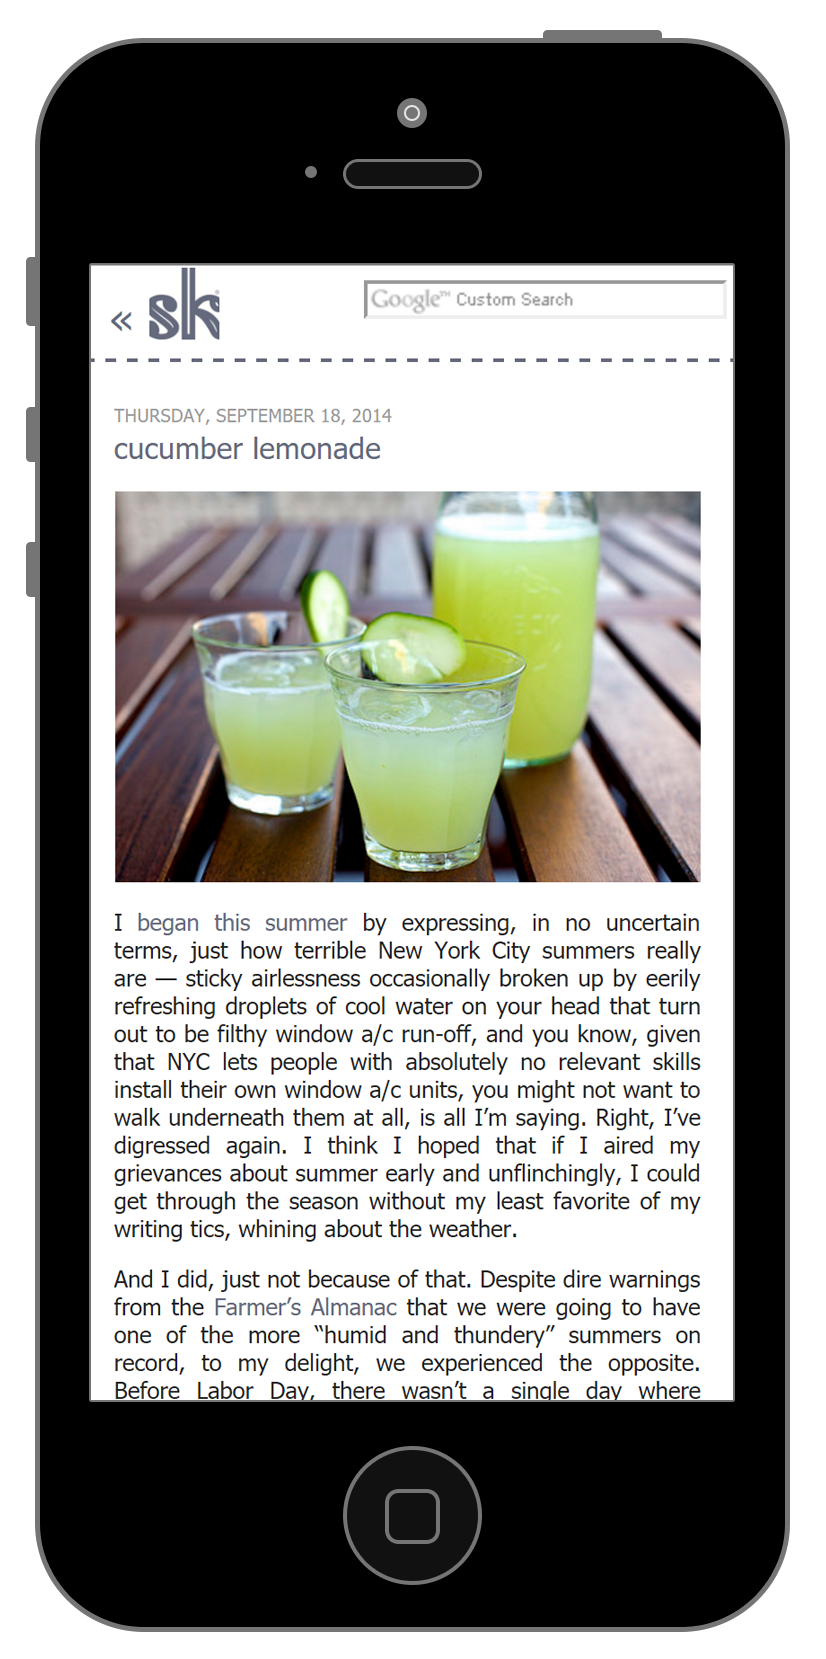 « sk
Google™ Custom Search
THURSDAY, SEPTEMBER 18, 2014
cucumber lemonade
I began this summer by expressing, in no uncertain
terms, just how terrible New York City summers really
are — sticky airlessness occasionally broken up by eerily
refreshing droplets of cool water on your head that turn
out to be filthy window a/c run-off, and you know, given
that NYC lets people with absolutely no relevant skills
install their own window a/c units, you might not want to
walk underneath them at all, is all I’m saying. Right, I’ve
digressed again. I think I hoped that if I aired my
grievances about summer early and unflinchingly, I could
get through the season without my least favorite of my
writing tics, whining about the weather.
And I did, just not because of that. Despite dire warnings
from the Farmer’s Almanac that we were going to have
one of the more “humid and thundery” summers on
record, to my delight, we experienced the opposite.
Before Labor Day, there wasn’t a single day where